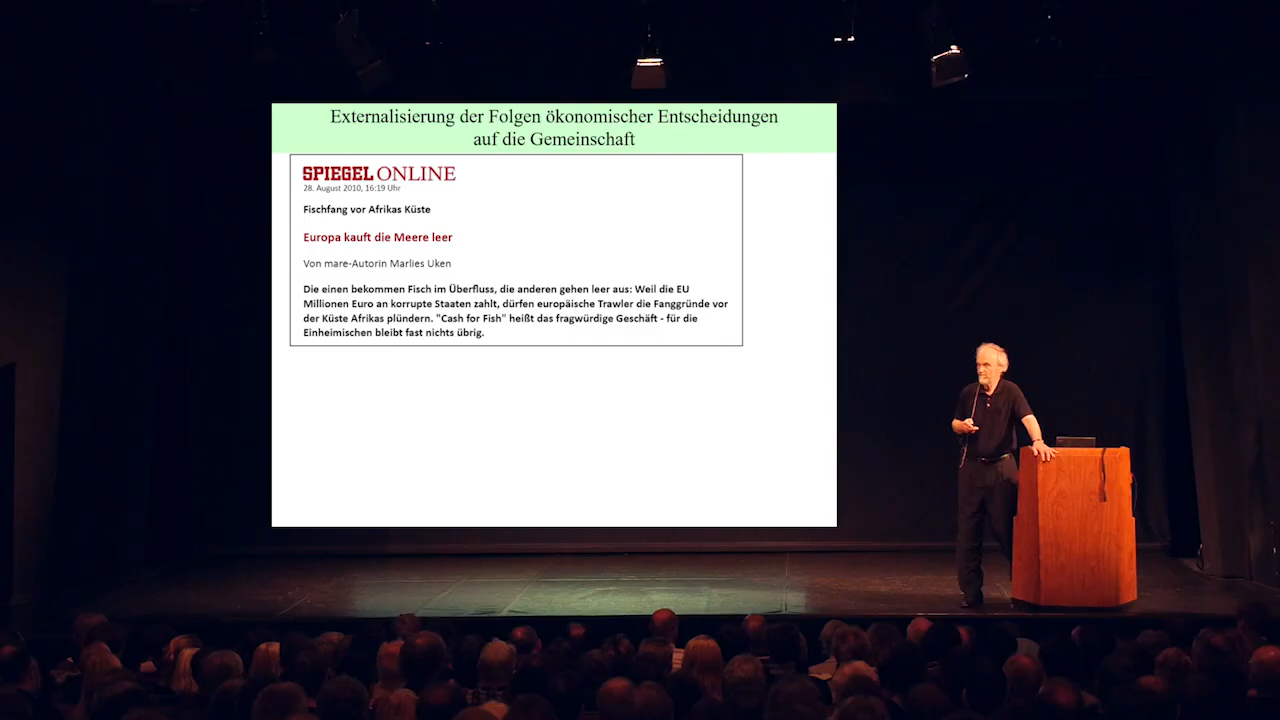 Externalisierung der Folgen ökonomischer Entscheidungen
auf die Gemeinschaft
SPIEGEL ONLINE
28. August 2010, 16:19 Uhr
Fischfang vor Afrikas Küste
Europa kauft die Meere leer
Von mare-Autorin Marlies Uken
Die einen bekommen Fisch im Überfluss, die anderen gehen leer aus: Weil die EU
Millionen Euro an korrupte Staaten zahlt, dürfen europäische Trawler die Fanggründe vor
der Küste Afrikas plündern. "Cash for Fish" heißt das fragwürdige Geschäft - für die
Einheimischen bleibt fast nichts übrig.